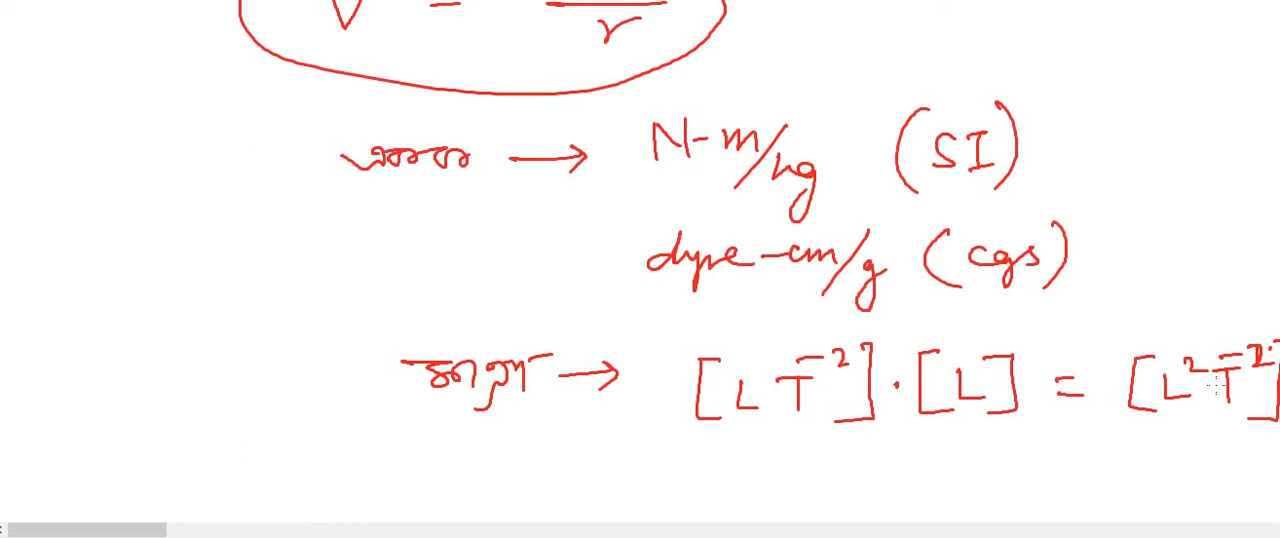 V = — r
একক → N-m/kg (SI)
dyne-cm/g (cgs)
মাত্রা → [LT⁻²]·[L] = [L²T⁻²]